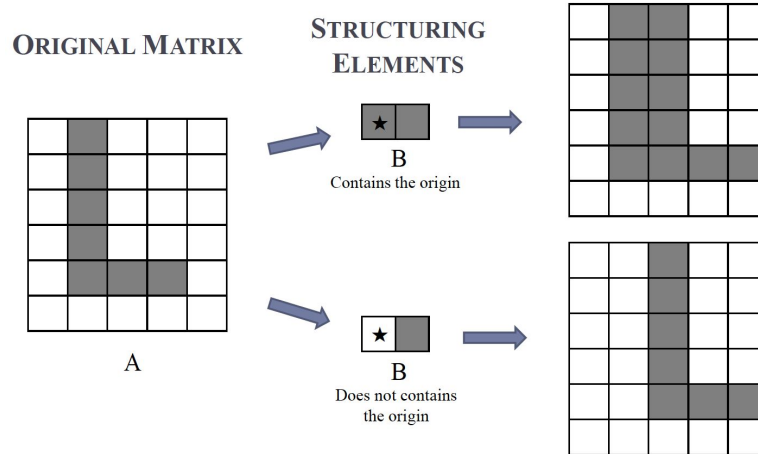 ORIGINAL MATRIX
STRUCTURING
ELEMENTS
B
Contains the origin
A
B
Does not contains
the origin